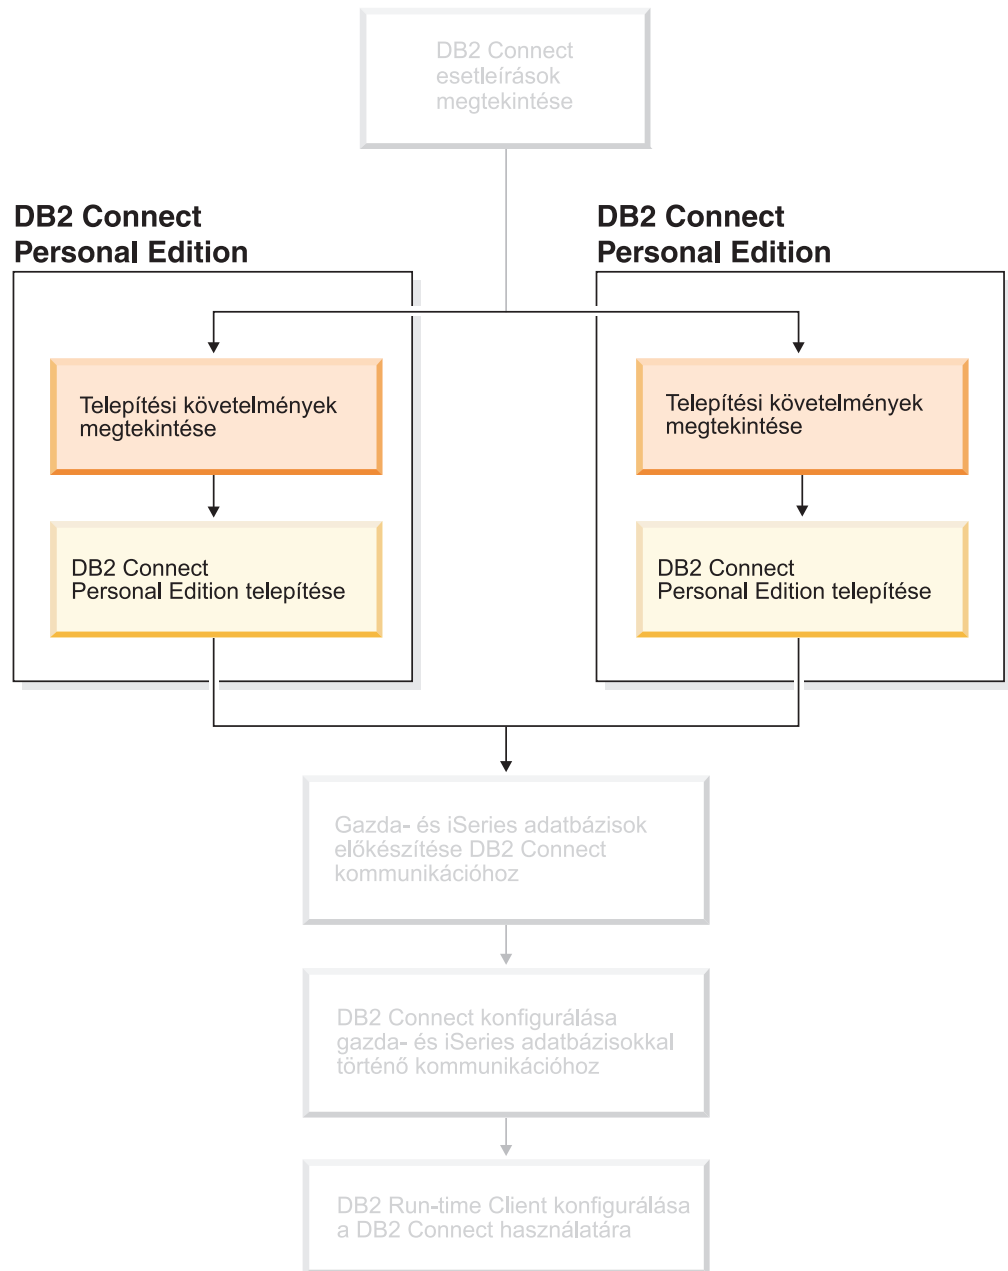 DB2 Connect
esetleírások
megtekintése
DB2 Connect
Personal Edition
Telepítési követelmények
megtekintése
DB2 Connect
Personal Edition telepítése
DB2 Connect
Personal Edition
Telepítési követelmények
megtekintése
DB2 Connect
Personal Edition telepítése
Gazda- és iSeries adatbázisok
előkészítése DB2 Connect
kommunikációhoz
DB2 Connect konfigurálása
gazda- és iSeries adatbázisokkal
történő kommunikációhoz
DB2 Run-time Client konfigurálása
a DB2 Connect használatára